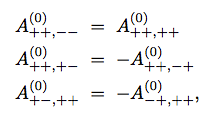 A^{(0)}_{++,--} = A^{(0)}_{++,++}
A^{(0)}_{++,+-} = -A^{(0)}_{++,-+}
A^{(0)}_{+-,++} = -A^{(0)}_{-+,++},